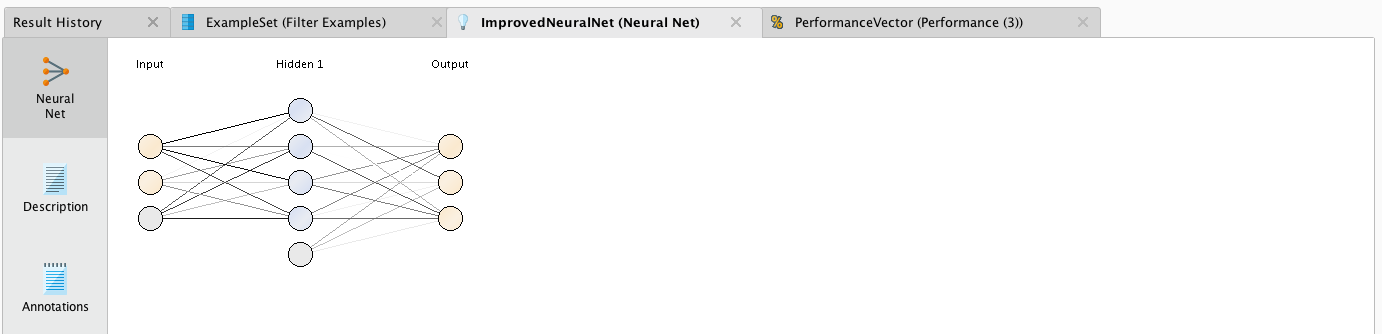 Result History
ExampleSet (Filter Examples)
ImprovedNeuralNet (Neural Net)
PerformanceVector (Performance (3))
Input
Hidden 1
Output
Neural
Net
Description
Annotations